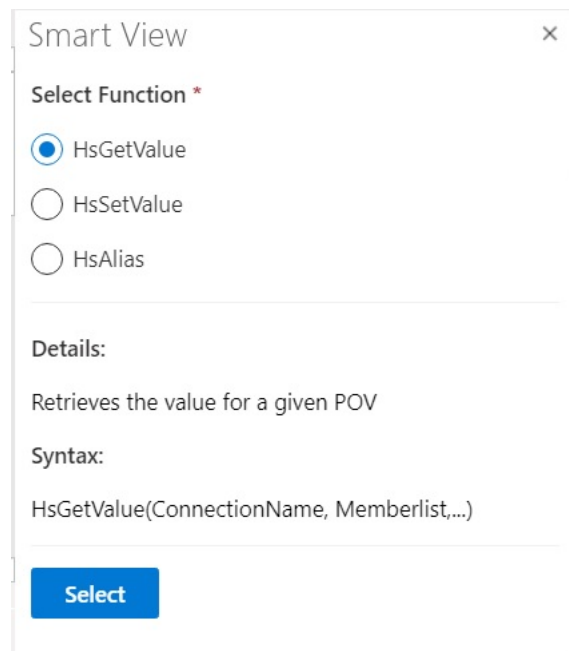 Smart View
Select Function *
HsGetValue
HsSetValue
HsAlias
Details:
Retrieves the value for a given POV
Syntax:
HsGetValue(ConnectionName, Memberlist,...)
Select